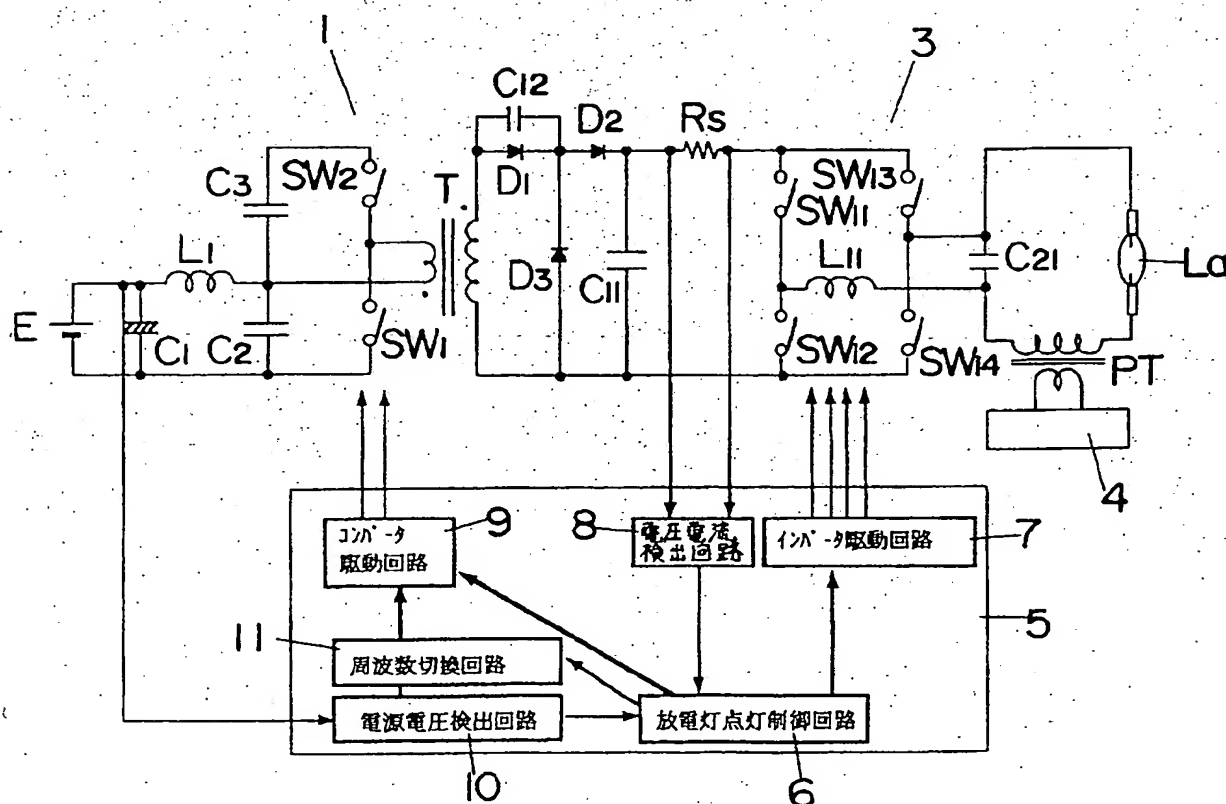 1
3
C12
D2
Rs
SW2
C3
T
D1
SW13
SW11
L1
D3
C11
L11
C21
La
E
C1
C2
SW1
SW12
SW14
PT
4
コンバータ
駆動回路
9
8
電圧電流
検出回路
インバータ駆動回路
7
5
11
周波数切換回路
電源電圧検出回路
放電灯点灯制御回路
10
6